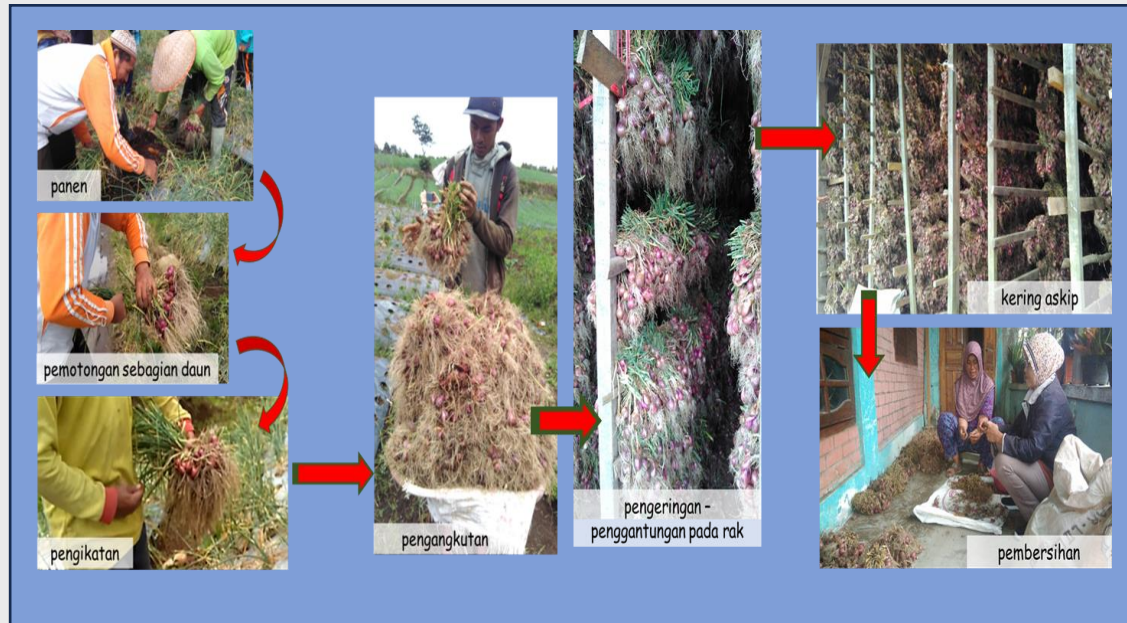 panen
pemotongan sebagian daun
pengikatan
pengangkutan
pengeringan –
penggantungan pada rak
kering askip
pembersihan